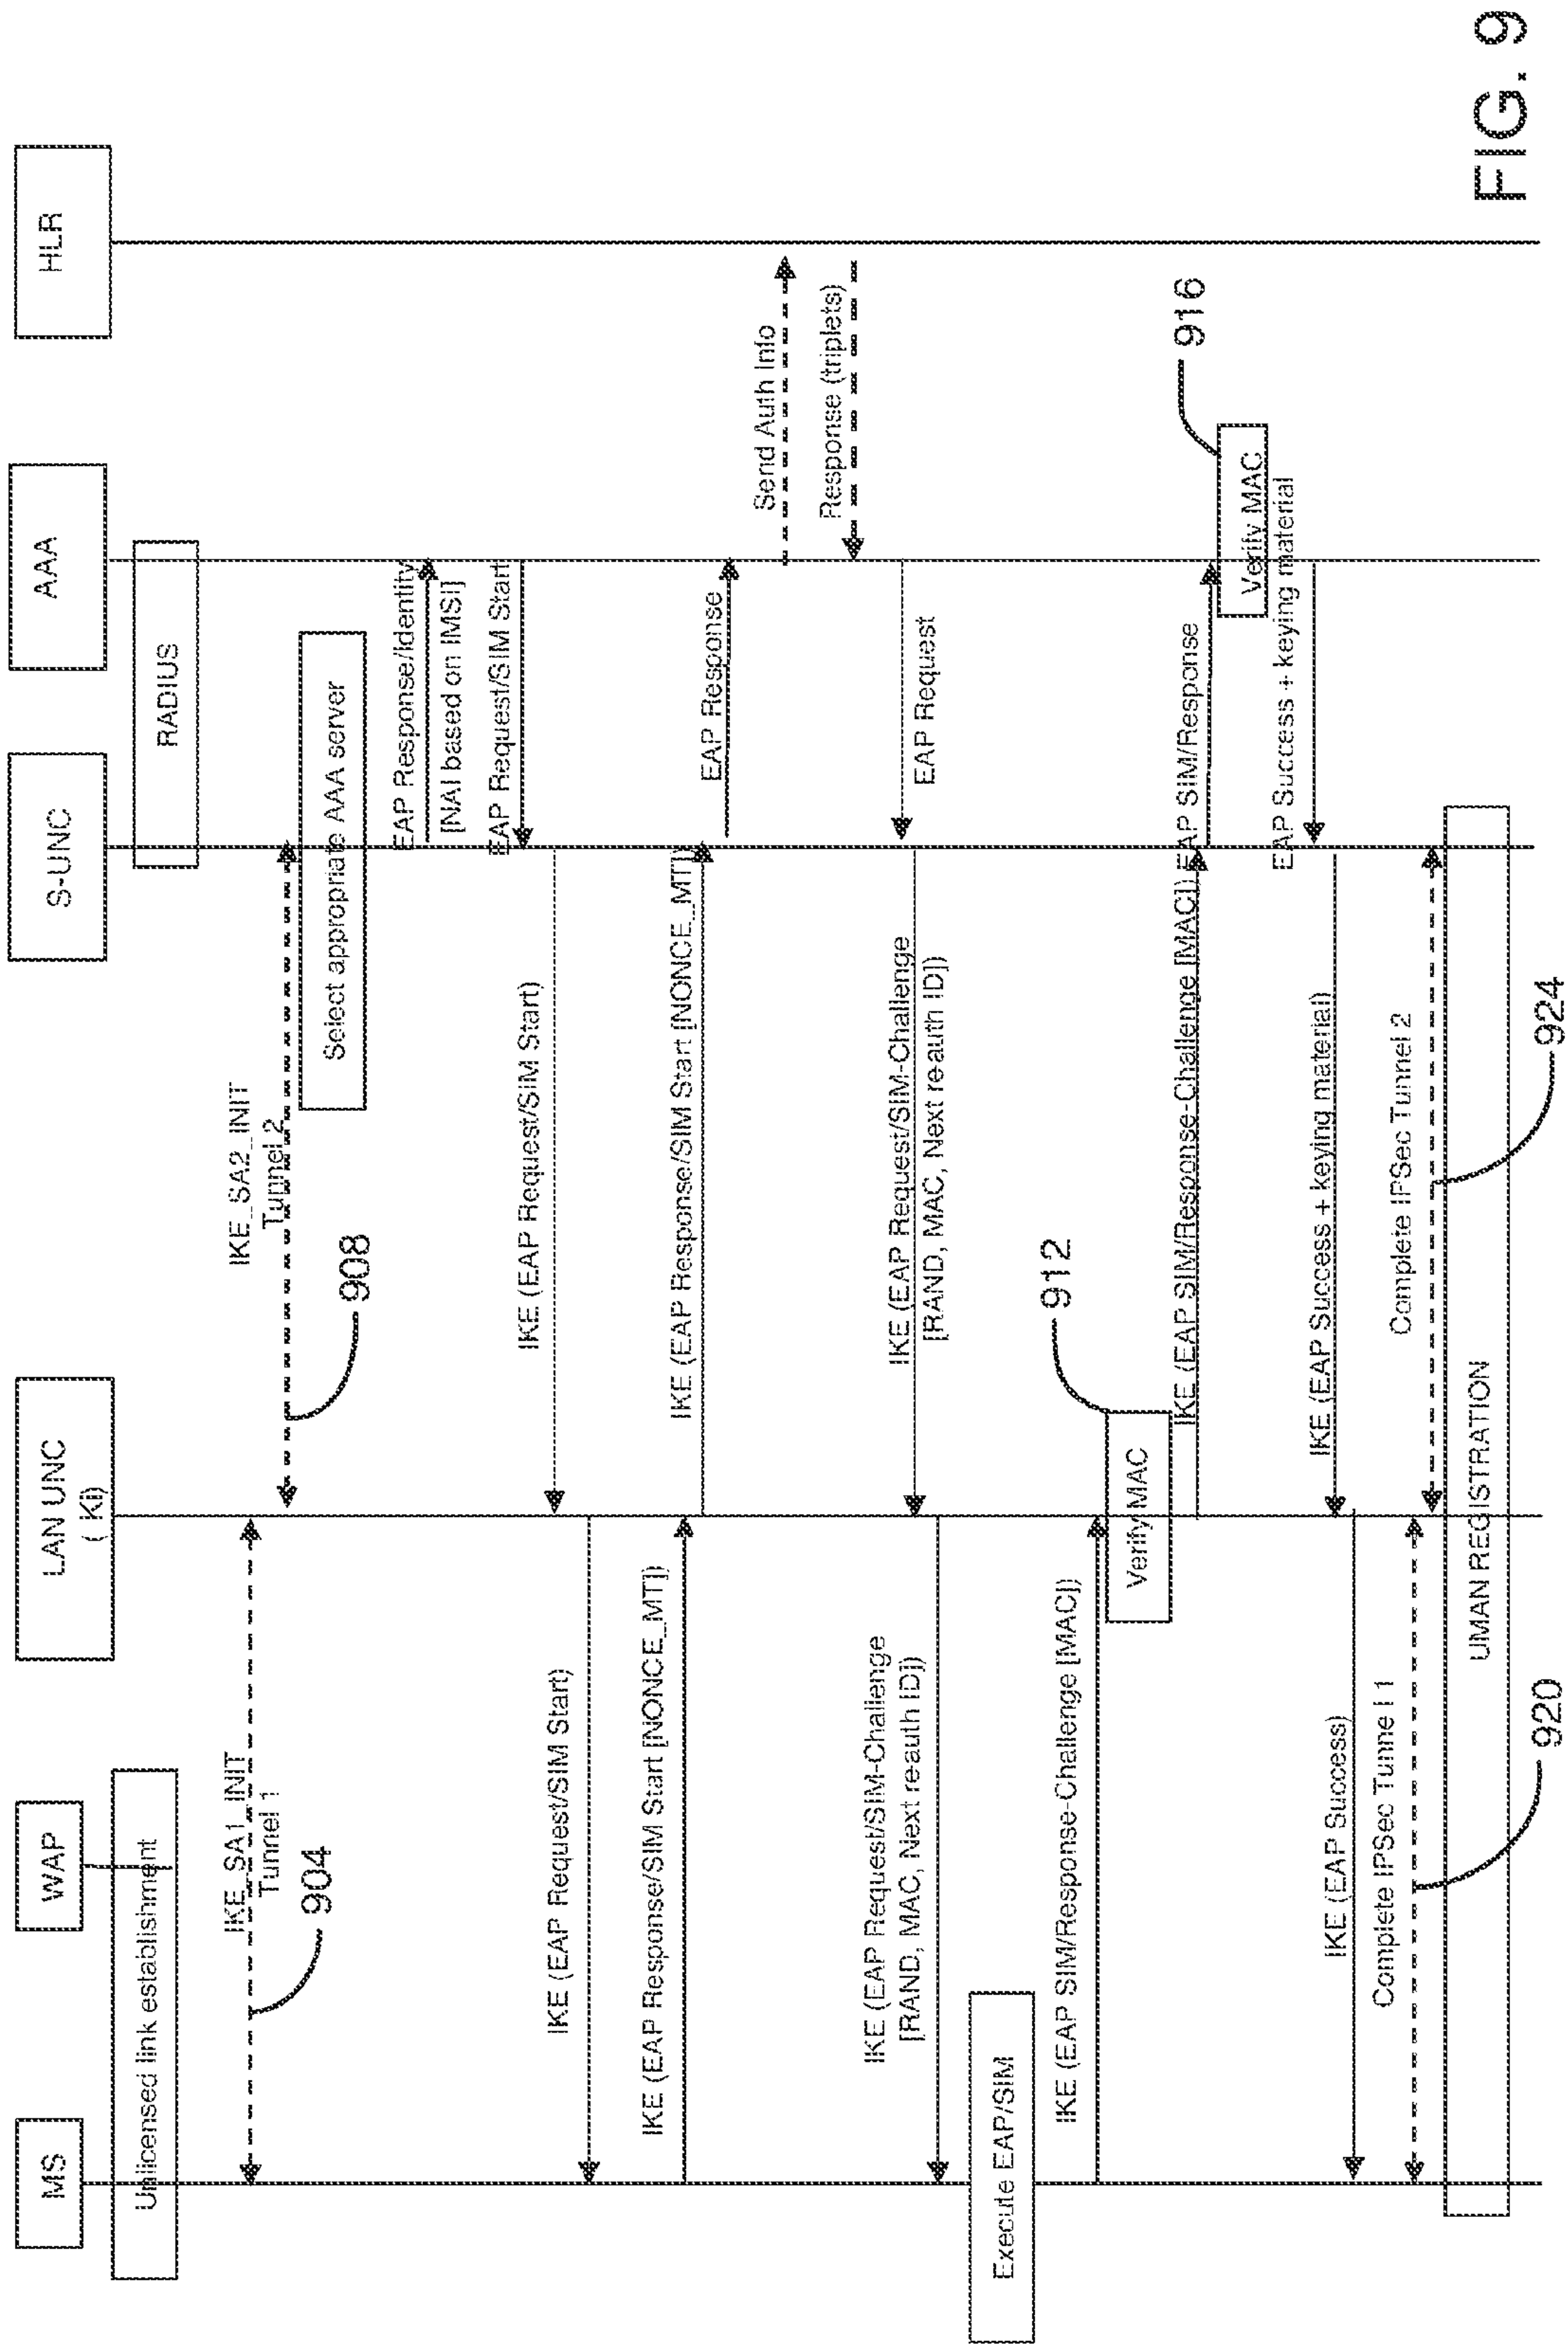 MS
WAP
LAN UNC
( Ki)
S-UNC
AAA
HLR
Unlicensed link establishment
RADIUS
IKE_SA1_INIT
Tunnel 1
904
IKE_SA2_INIT
Tunnel 2
908
Select appropriate AAA server
EAP Response/Identity
[NAI based on IMSI]
EAP Request/SIM Start
IKE (EAP Request/SIM Start)
IKE (EAP Request/SIM Start)
IKE (EAP Response/SIM Start [NONCE_MT])
IKE (EAP Response/SIM Start [NONCE_MT])
EAP Response
Send Auth Info
Response (triplets)
EAP Request
IKE (EAP Request/SIM-Challenge
[RAND, MAC, Next reauth ID])
IKE (EAP Request/SIM-Challenge
[RAND, MAC, Next reauth ID])
Execute EAP/SIM
IKE (EAP SIM/Response-Challenge [MAC])
Verify MAC
912
IKE (EAP SIM/Response-Challenge [MAC])
EAP SIM/Response
Verify MAC
916
EAP Success + keying material
IKE (EAP Success + keying material)
IKE (EAP Success)
Complete IPSec Tunnel 1
920
Complete IPSec Tunnel 2
924
UMAN REGISTRATION
FIG. 9